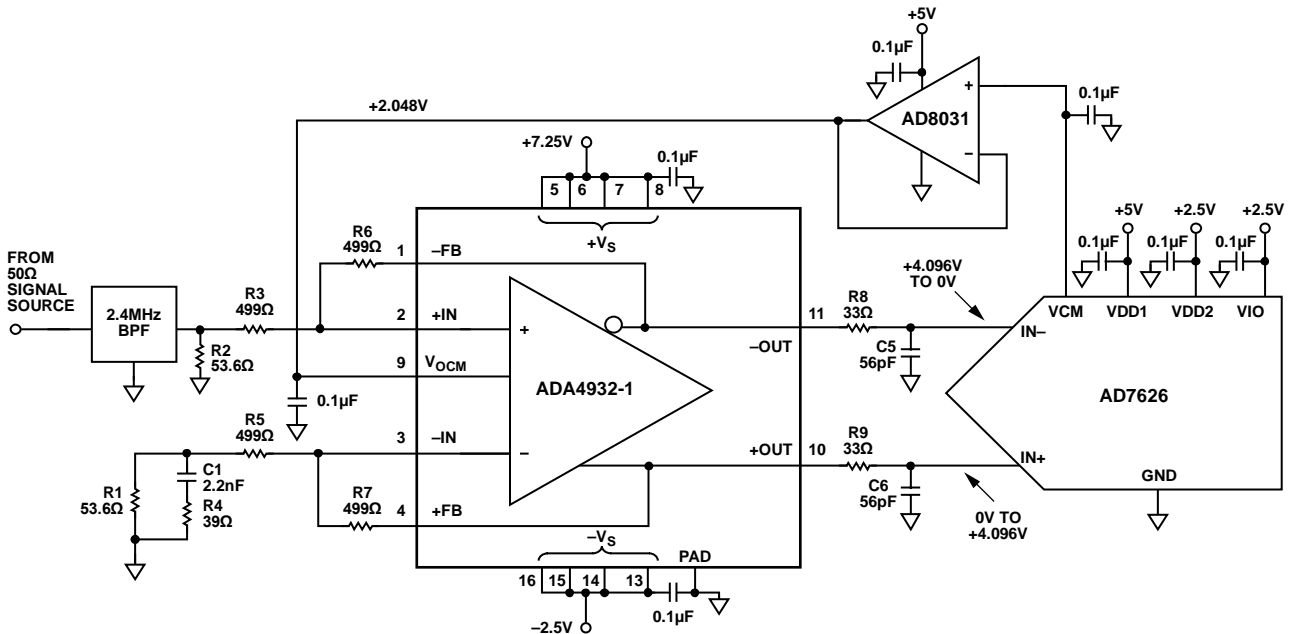 +5V
0.1µF
+2.048V
+
AD8031
–
0.1µF
+7.25V
0.1µF
5 6 7 8
+VS
+5V
+2.5V
+2.5V
0.1µF
0.1µF
0.1µF
FROM
50Ω
SIGNAL
SOURCE
2.4MHz
BPF
R3
499Ω
R2
53.6Ω
R6
499Ω
1
–FB
2
+IN
+
9
VOCM
0.1µF
ADA4932-1
R5
499Ω
3
–IN
–
R7
499Ω
4
+FB
C1
2.2nF
R1
53.6Ω
R4
39Ω
11
–OUT
R8
33Ω
C5
56pF
+OUT
10
R9
33Ω
C6
56pF
+4.096V
TO 0V
0V TO
+4.096V
VCM
VDD1
VDD2
VIO
IN–
AD7626
IN+
GND
–VS
PAD
16
15
14
13
0.1µF
–2.5V